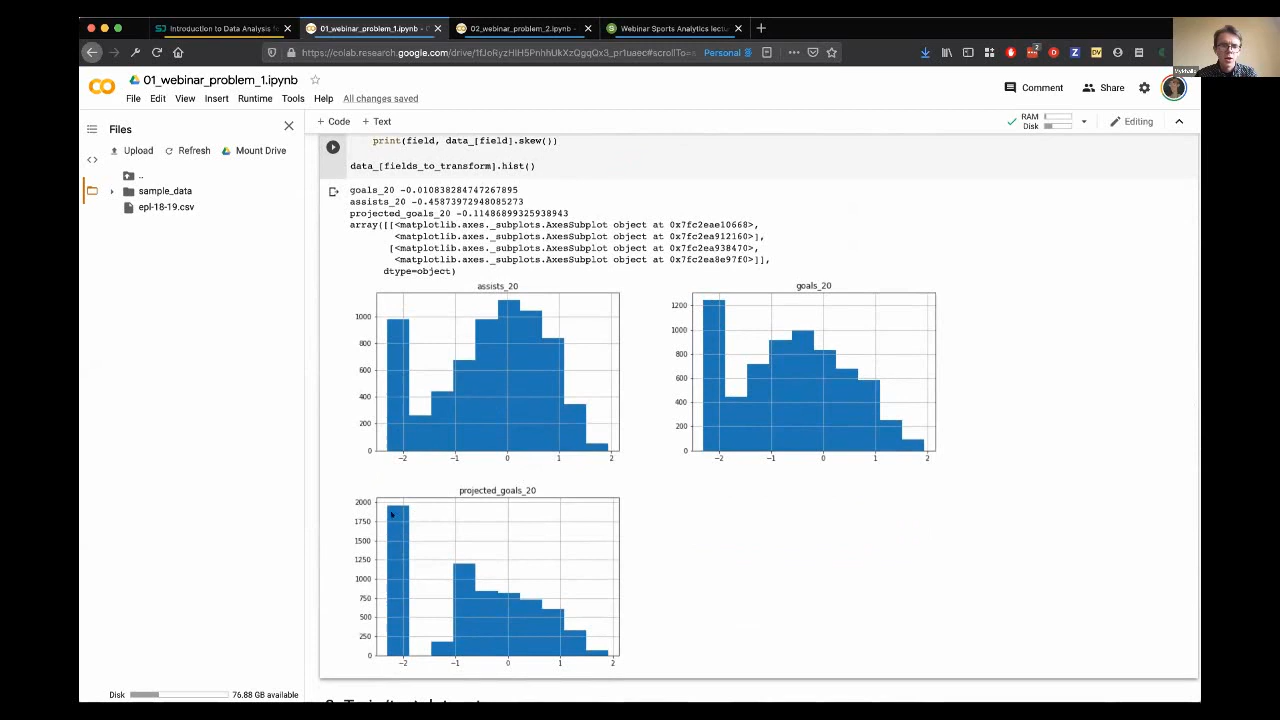 Introduction to Data Analysis for
01_webinar_problem_1.ipynb - (
02_webinar_problem_2.ipynb -
Webinar Sports Analytics lectu
https://colab.research.google.com/drive/1fJoRyzHIH5PnhhUkXzQgqQx3_pr1uaec#scrollTo=
Personal
2
Mykhailo
01_webinar_problem_1.ipynb
File Edit View Insert Runtime Tools Help All changes saved
Comment
Share
+ Code + Text
RAM
Disk
Editing
Files
Upload Refresh Mount Drive
..
sample_data
epl-18-19.csv
Disk 76.88 GB available
print(field, data_[field].skew())
data_[fields_to_transform].hist()
goals_20 -0.010838284747267895
assists_20 -0.45873972948085273
projected_goals_20 -0.11486899325938943
array([[<matplotlib.axes._subplots.AxesSubplot object at 0x7fc2eae10668>,
<matplotlib.axes._subplots.AxesSubplot object at 0x7fc2ea912160>],
[<matplotlib.axes._subplots.AxesSubplot object at 0x7fc2ea938470>,
<matplotlib.axes._subplots.AxesSubplot object at 0x7fc2ea8e97f0>]],
dtype=object)
assists_20
1000
800
600
400
200
0
−2 −1 0 1 2
goals_20
1200
1000
800
600
400
200
0
−2 −1 0 1 2
projected_goals_20
2000
1750
1500
1250
1000
750
500
250
0
−2 −1 0 1 2